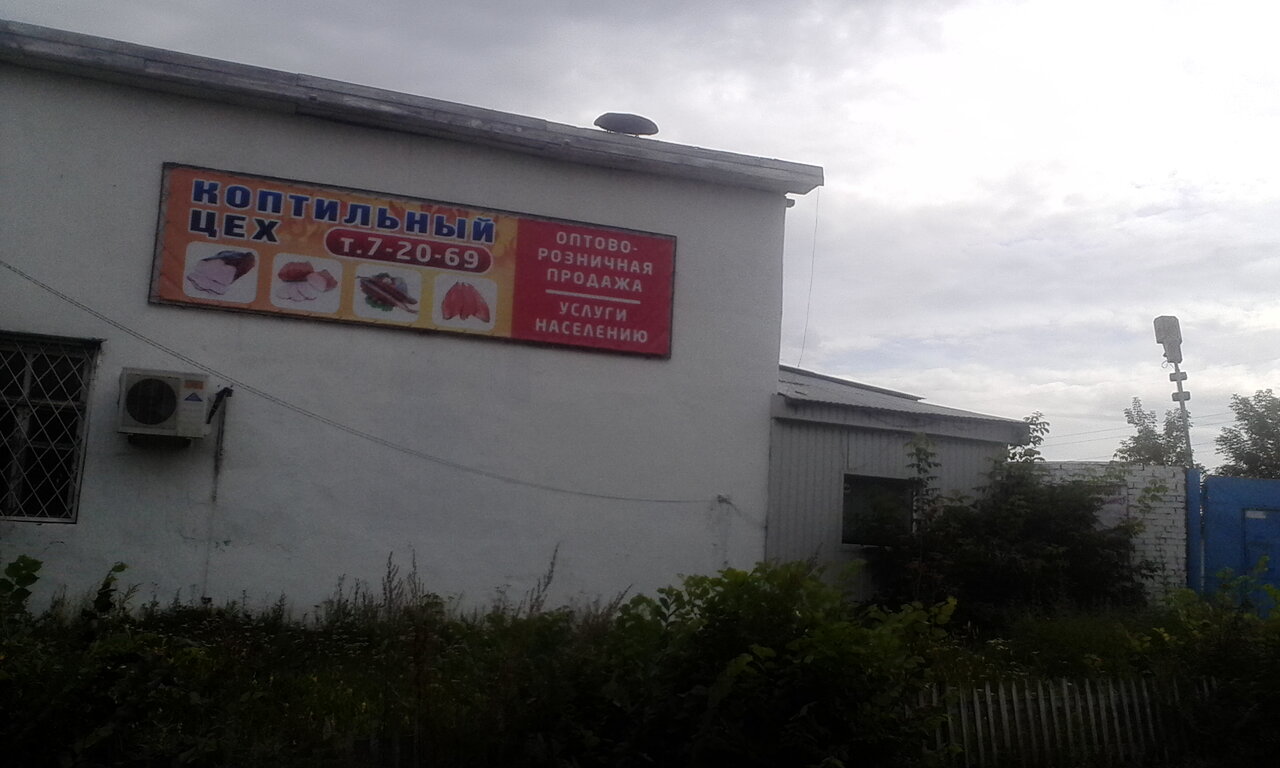 КОПТИЛЬНЫЙ
ЦЕХ
т.7-20-69
ОПТОВО-
РОЗНИЧНАЯ
ПРОДАЖА
УСЛУГИ
НАСЕЛЕНИЮ